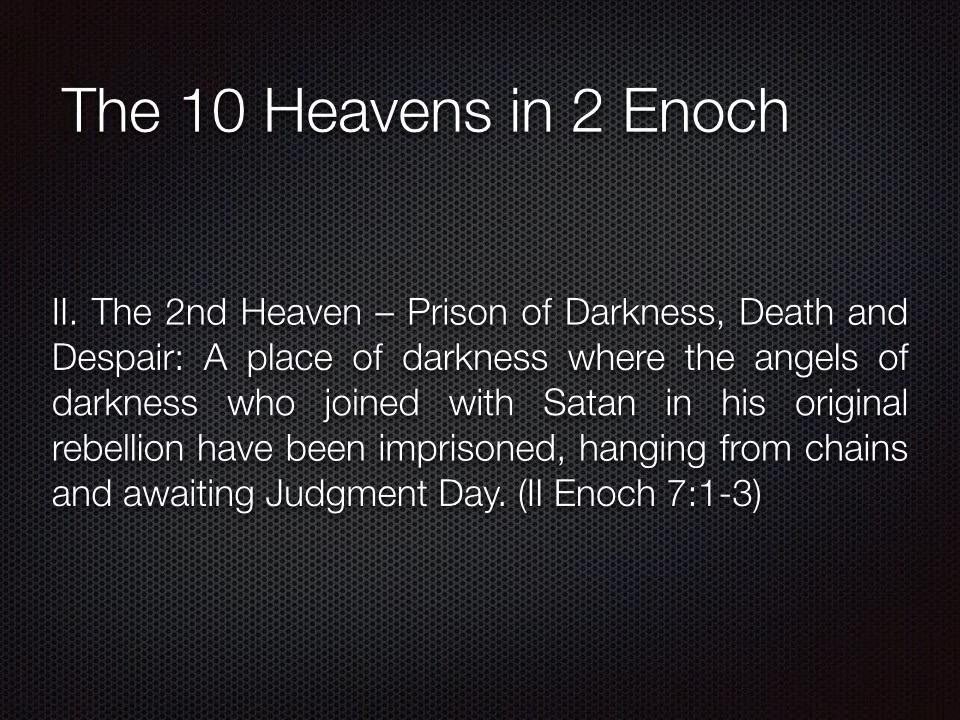 The 10 Heavens in 2 Enoch
II. The 2nd Heaven – Prison of Darkness, Death and
Despair: A place of darkness where the angels of
darkness who joined with Satan in his original
rebellion have been imprisoned, hanging from chains
and awaiting Judgment Day. (II Enoch 7:1-3)